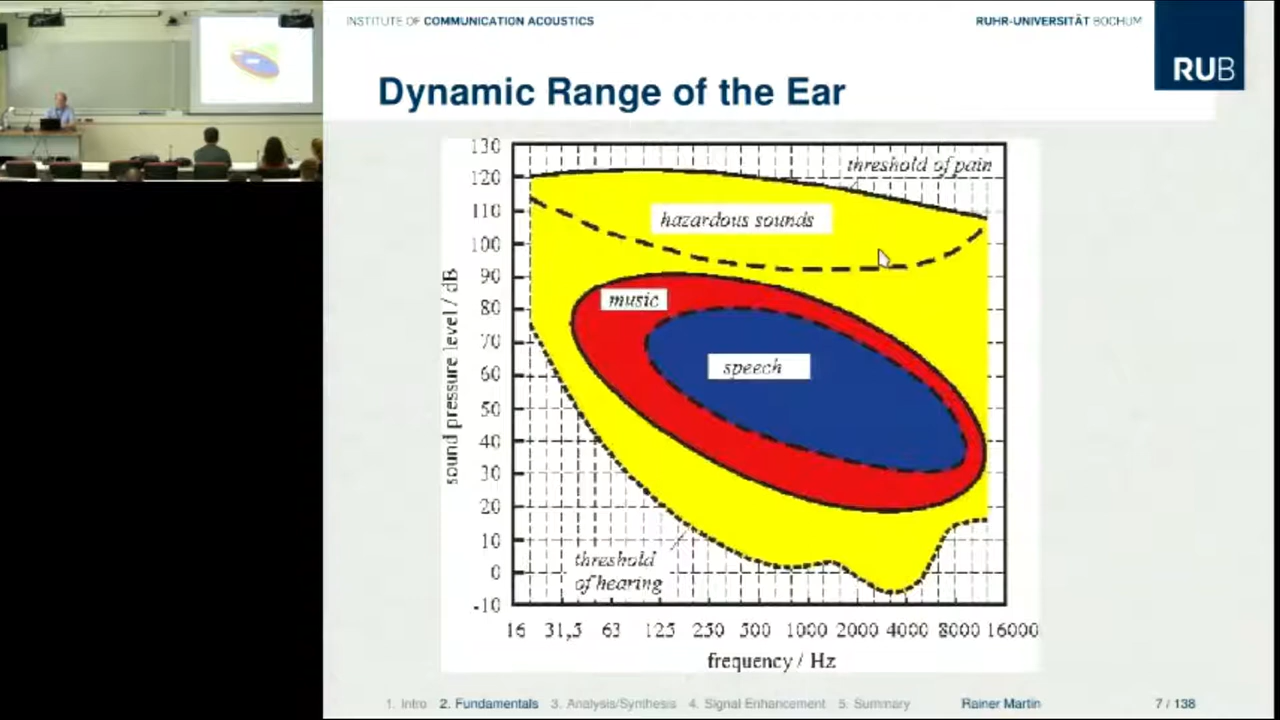 INSTITUTE OF COMMUNICATION ACOUSTICS
RUHR-UNIVERSITÄT BOCHUM
RUB
Dynamic Range of the Ear
130
120
110
100
90
80
70
60
50
40
30
20
10
0
-10
sound pressure level / dB
threshold of pain
hazardous sounds
music
speech
threshold
of hearing
16 31,5 63 125 250 500 1000 2000 4000 8000 16000
frequency / Hz
1. Intro 2. Fundamentals 3. Analysis/Synthesis 4. Signal Enhancement 5. Summary Rainer Martin 7 / 138